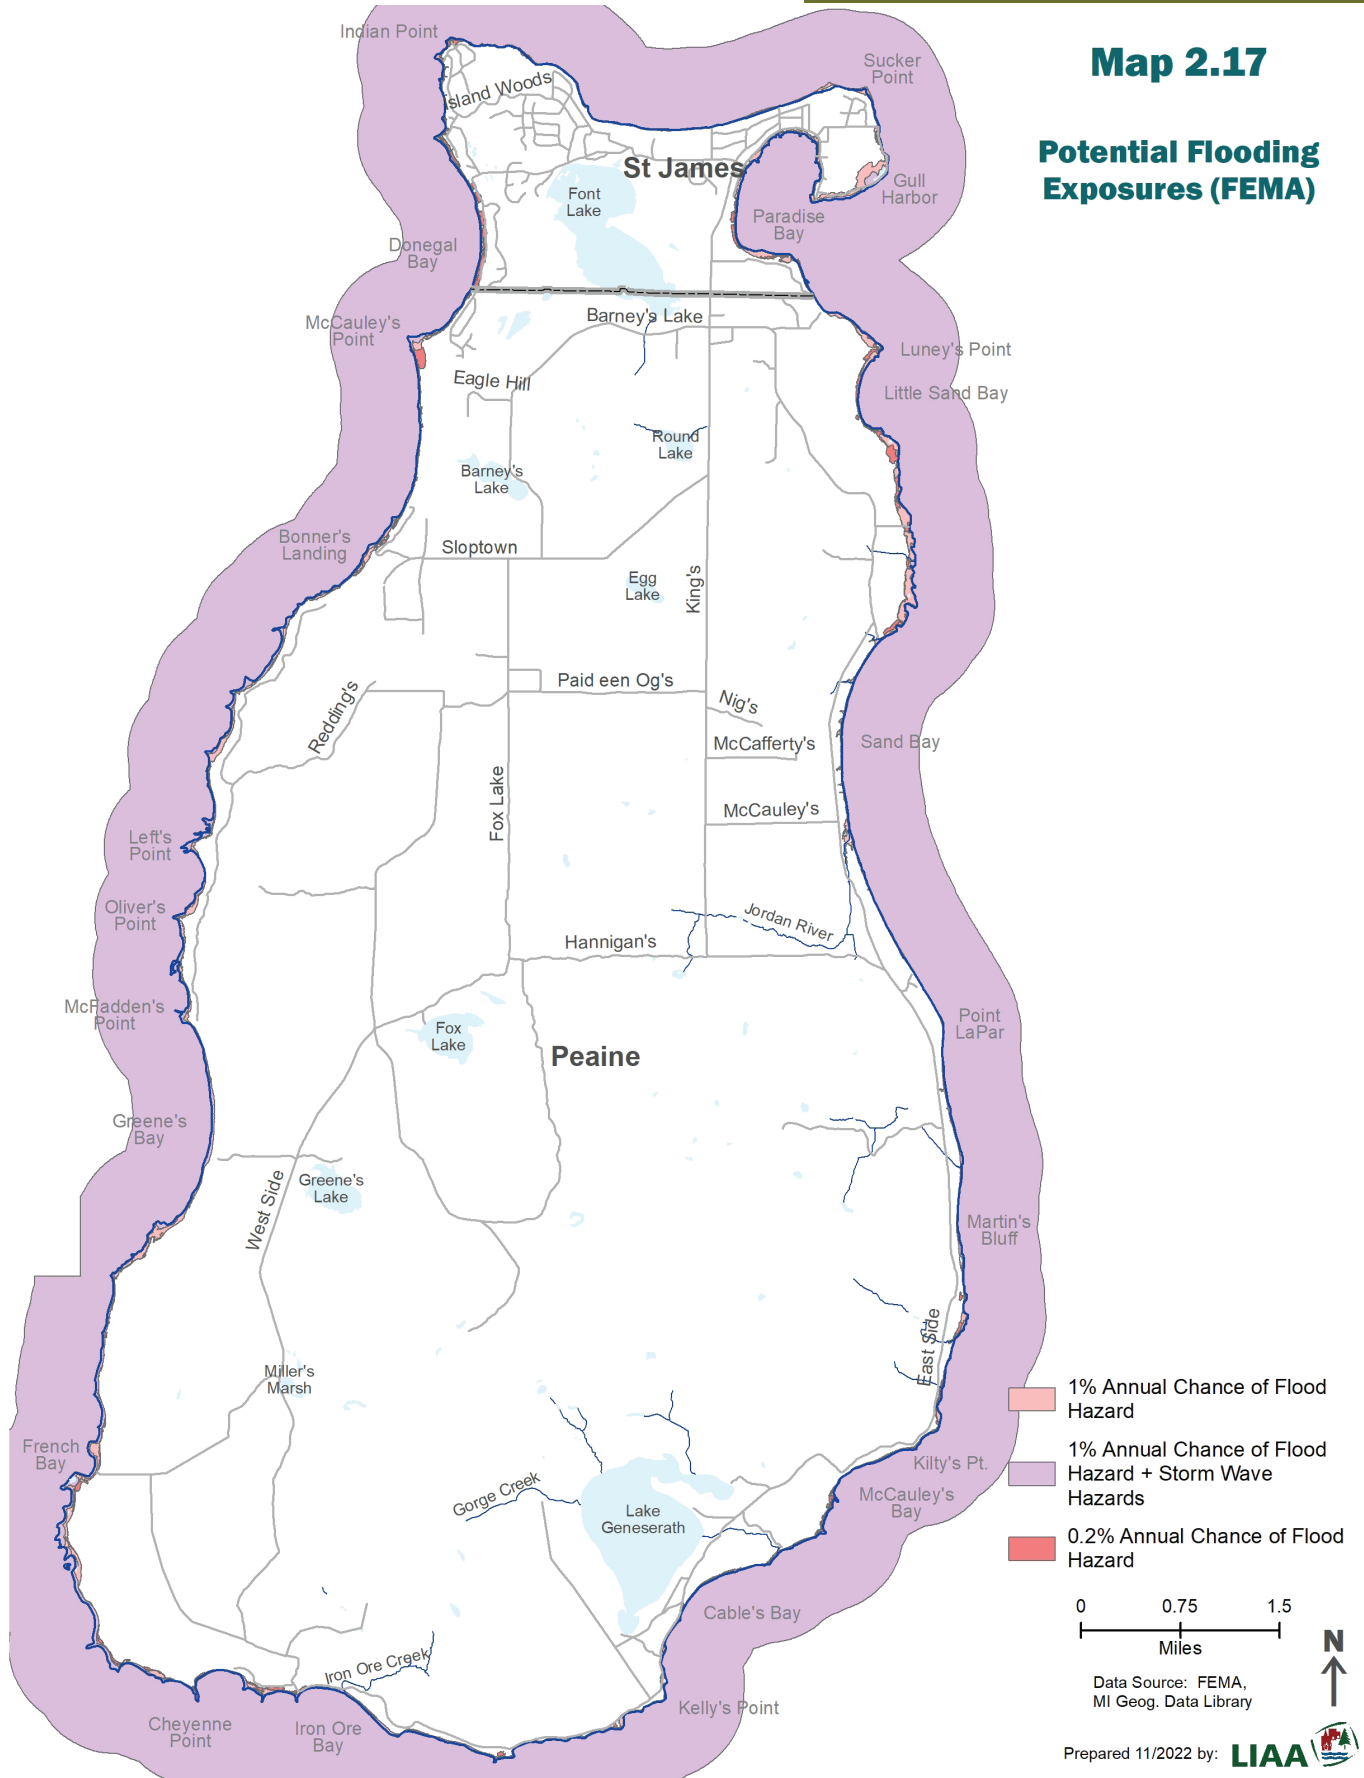 Map 2.17
Potential Flooding
Exposures (FEMA)
Indian Point
Sucker
Point
Island Woods
St James
Font
Lake
Gull
Harbor
Paradise
Bay
Donegal
Bay
McCauley's
Point
Barney's Lake
Luney's Point
Eagle Hill
Little Sand Bay
Round
Lake
Barney's
Lake
Bonner's
Landing
Sloptown
Egg
Lake
King's
Paid een Og's
Redding's
Nig's
McCafferty's
Sand Bay
Fox Lake
McCauley's
Left's
Point
Oliver's
Point
Jordan River
Hannigan's
McFadden's
Point
Point
LaPar
Fox
Lake
Peaine
Greene's
Bay
Greene's
Lake
West Side
Martin's
Bluff
East Side
Miller's
Marsh
French
Bay
Kilty's Pt.
McCauley's
Bay
Gorge Creek
Lake
Geneserath
Cable's Bay
Iron Ore Creek
Kelly's Point
Cheyenne
Point
Iron Ore
Bay
1% Annual Chance of Flood
Hazard
1% Annual Chance of Flood
Hazard + Storm Wave
Hazards
0.2% Annual Chance of Flood
Hazard
0 0.75 1.5
Miles
N
Data Source: FEMA,
MI Geog. Data Library
Prepared 11/2022 by: LIAA